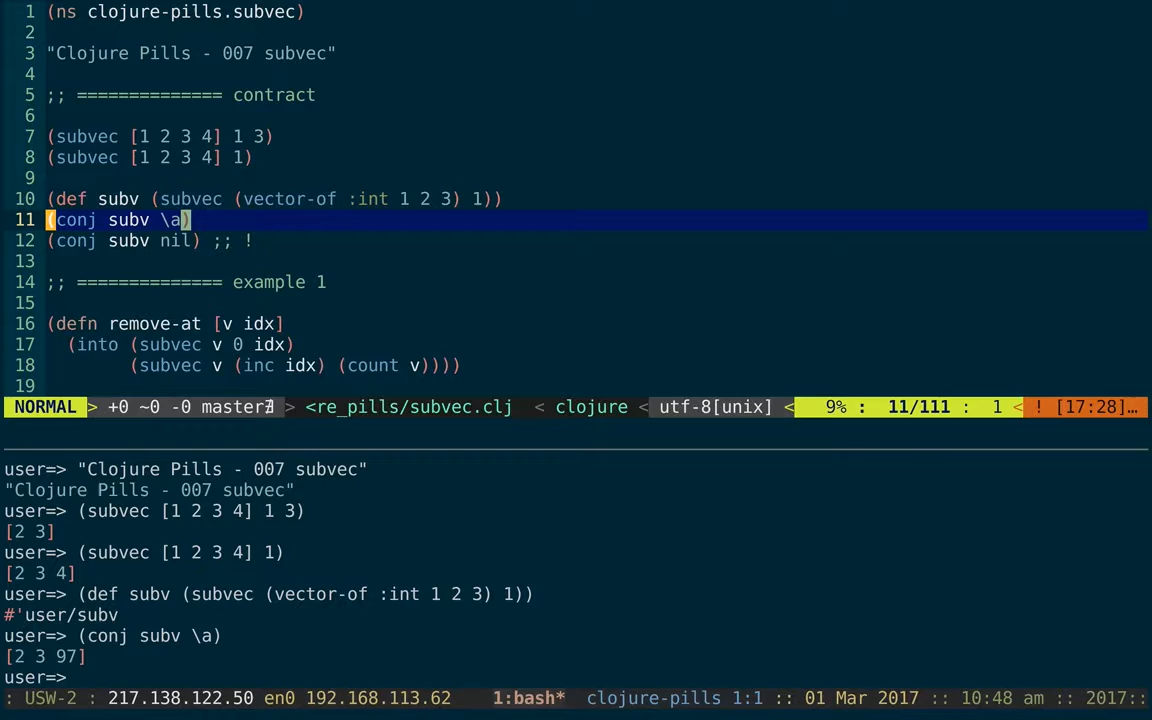 1 (ns clojure-pills.subvec)
2
3 "Clojure Pills - 007 subvec"
4
5 ;; ============== contract
6
7 (subvec [1 2 3 4] 1 3)
8 (subvec [1 2 3 4] 1)
9
10 (def subv (subvec (vector-of :int 1 2 3) 1))
11 (conj subv \a)
12 (conj subv nil) ;; !
13
14 ;; ============== example 1
15
16 (defn remove-at [v idx]
17   (into (subvec v 0 idx)
18         (subvec v (inc idx) (count v))))
19
NORMAL > +0 ~0 -0 master∄ > <re_pills/subvec.clj < clojure < utf-8[unix] < 9% : 11/111 : 1 < ! [17:28]…
user=> "Clojure Pills - 007 subvec"
"Clojure Pills - 007 subvec"
user=> (subvec [1 2 3 4] 1 3)
[2 3]
user=> (subvec [1 2 3 4] 1)
[2 3 4]
user=> (def subv (subvec (vector-of :int 1 2 3) 1))
#'user/subv
user=> (conj subv \a)
[2 3 97]
user=>
: USW-2 : 217.138.122.50 en0 192.168.113.62 1:bash* clojure-pills 1:1 :: 01 Mar 2017 :: 10:48 am :: 2017::